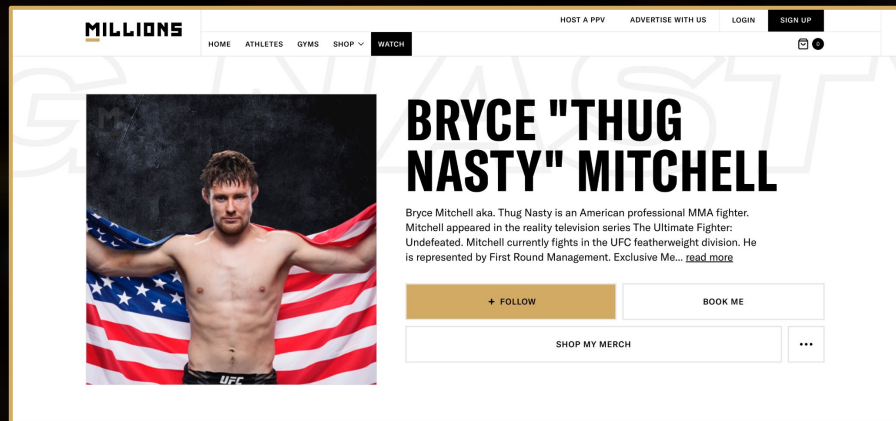 MILLIONS
HOST A PPV
ADVERTISE WITH US
LOGIN
SIGN UP
HOME
ATHLETES
GYMS
SHOP
WATCH
0
G NAST
BRYCE "THUG
NASTY" MITCHELL
Bryce Mitchell aka. Thug Nasty is an American professional MMA fighter.
Mitchell appeared in the reality television series The Ultimate Fighter:
Undefeated. Mitchell currently fights in the UFC featherweight division. He
is represented by First Round Management. Exclusive Me... read more
+ FOLLOW
BOOK ME
SHOP MY MERCH
•••
M
UFC